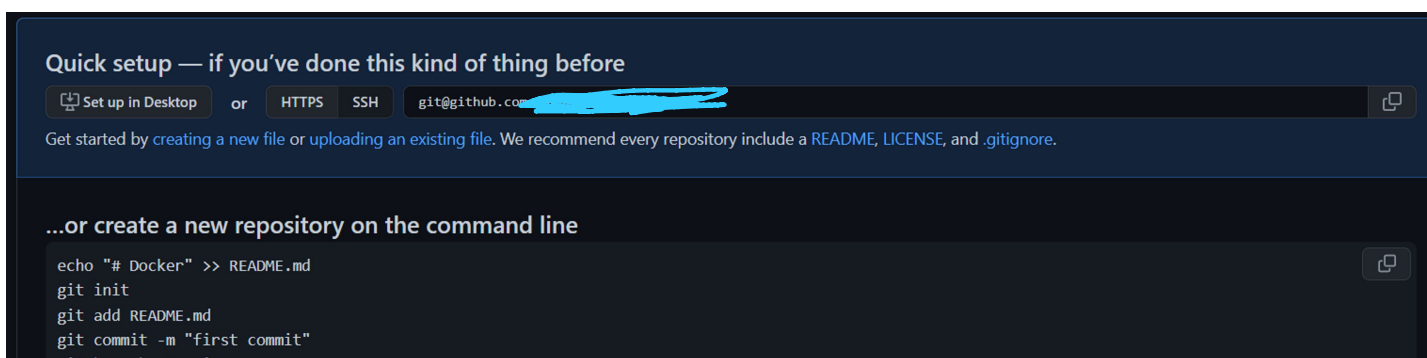 Quick setup — if you've done this kind of thing before
Set up in Desktop or HTTPS SSH git@github.com
Get started by creating a new file or uploading an existing file. We recommend every repository include a README, LICENSE, and .gitignore.
...or create a new repository on the command line
echo "# Docker" >> README.md
git init
git add README.md
git commit -m "first commit"